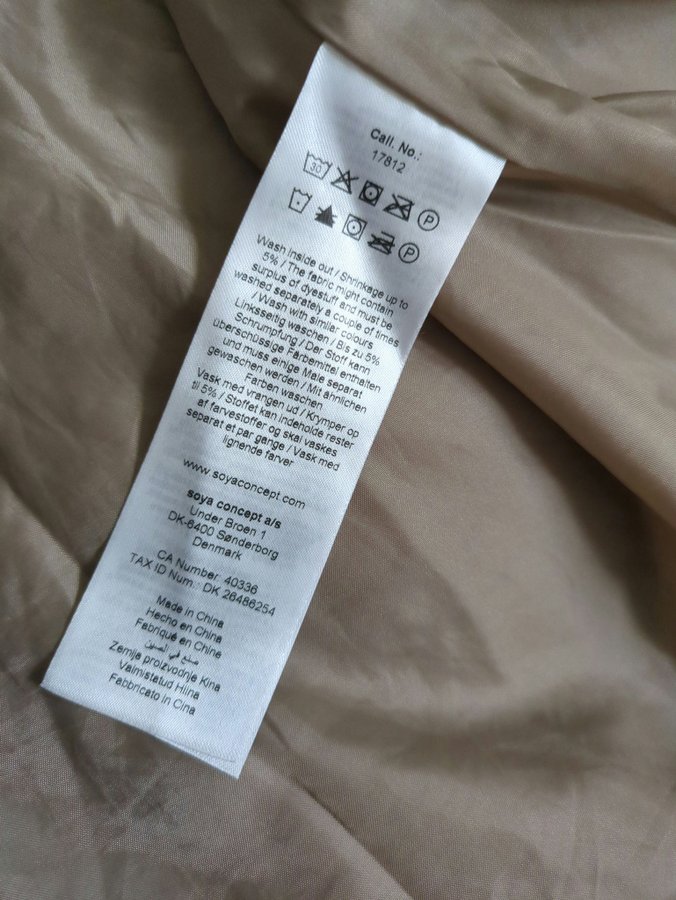 Call. No.:
17812
30
P
P
Wash inside out / Shrinkage up to
5% / The fabric might contain
surplus of dyestuff and must be
washed separately a couple of times
/ Wash with similar colours
Linksseitig waschen / Bis zu 5%
Schrumpfung / Der Stoff kann
überschüssige Färbemittel enthalten
und muss einige Male separat
gewaschen werden / Mit ähnlichen
Farben waschen
Vask med vrangen ud / Krymper op
til 5% / Stoffet kan indeholde rester
af farvestoffer og skal vaskes
separat et par gange / Vask med
lignende farver
www.soyaconcept.com
soya concept a/s
Under Broen 1
DK-6400 Sønderborg
Denmark
CA Number: 40336
TAX ID Num.: DK 26486254
Made in China
Hecho en China
Fabriqué en Chine
صنع في الصين
Zemja proizvodnje Kina
Valmistatud Hiina
Fabbricato in Cina